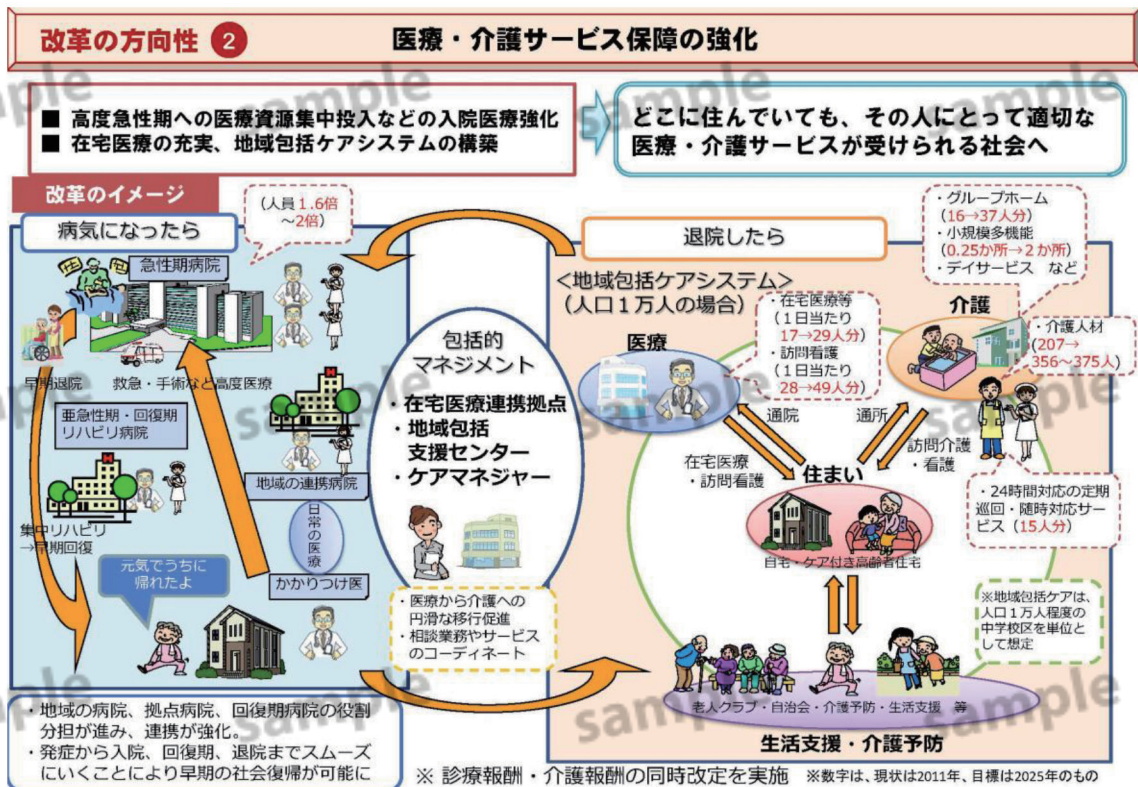 改革の方向性 2
医療・介護サービス保障の強化
■ 高度急性期への医療資源集中投入などの入院医療強化
■ 在宅医療の充実、地域包括ケアシステムの構築
どこに住んでいても、その人にとって適切な
医療・介護サービスが受けられる社会へ
改革のイメージ
病気になったら
(人員1.6倍
～2倍)
急性期病院
早期退院
救急・手術など高度医療
亜急性期・回復期
リハビリ病院
地域の連携病院
集中リハビリ
→早期回復
日常の医療
かかりつけ医
元気でうちに
帰れたよ
・地域の病院、拠点病院、回復期病院の役割
分担が進み、連携が強化。
・発症から入院、回復期、退院までスムーズ
にいくことにより早期の社会復帰が可能に
包括的
マネジメント
・在宅医療連携拠点
・地域包括
支援センター
・ケアマネジャー
・医療から介護への
円滑な移行促進
・相談業務やサービス
のコーディネート
退院したら
<地域包括ケアシステム>
(人口1万人の場合)
・在宅医療等
(1日当たり
17→29人分)
・訪問看護
(1日当たり
28→49人分)
・グループホーム
(16→37人分)
・小規模多機能
(0.25か所→2か所)
・デイサービス など
医療
介護
・介護人材
(207→
356～375人)
通院
通所
在宅医療
・訪問看護
訪問介護
・看護
住まい
自宅・ケア付き高齢者住宅
・24時間対応の定期
巡回・随時対応サー
ビス(15人分)
※地域包括ケアは、
人口1万人程度の
中学校区を単位と
して想定
老人クラブ・自治会・介護予防・生活支援 等
生活支援・介護予防
※ 診療報酬・介護報酬の同時改定を実施
※数字は、現状は2011年、目標は2025年のもの
sample
sample
sample
sample
sample
sample
sample
sample
sample
sample
sample
sample